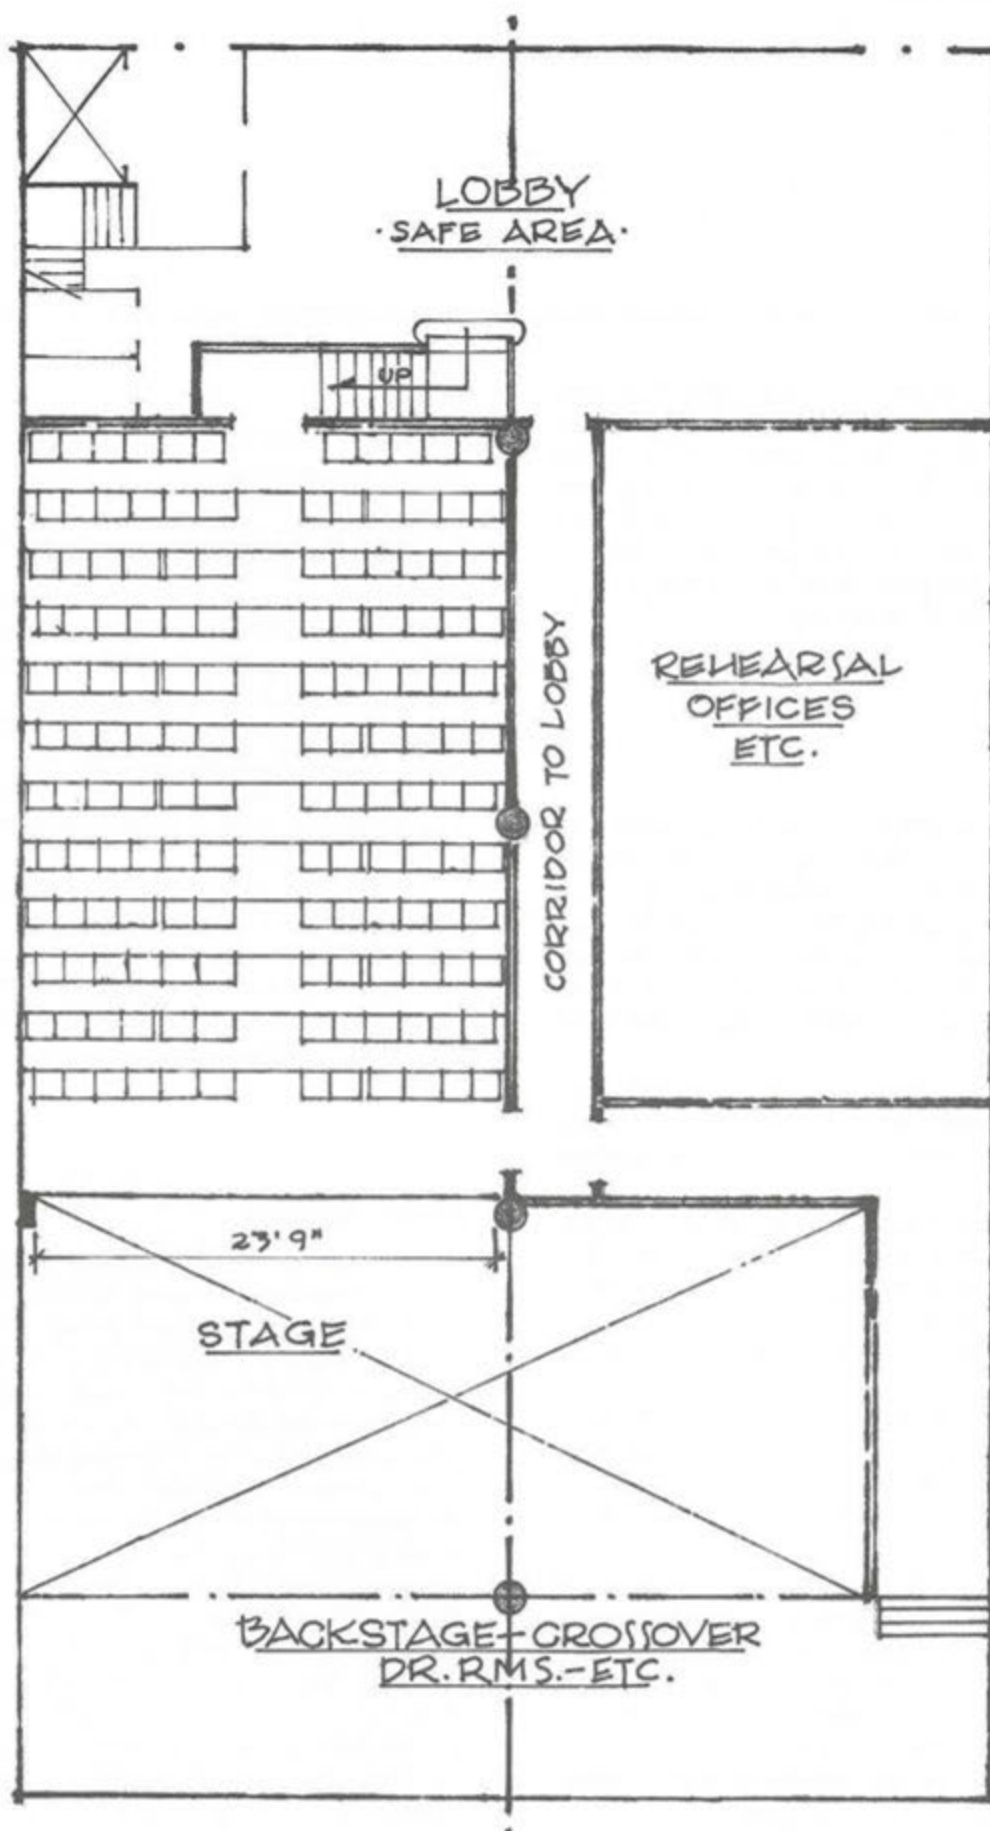 LOBBY
·SAFE AREA·
UP
REHEARSAL
OFFICES
ETC.
CORRIDOR TO LOBBY
23'9"
STAGE
BACKSTAGE-CROSSOVER
DR.RMS.-ETC.